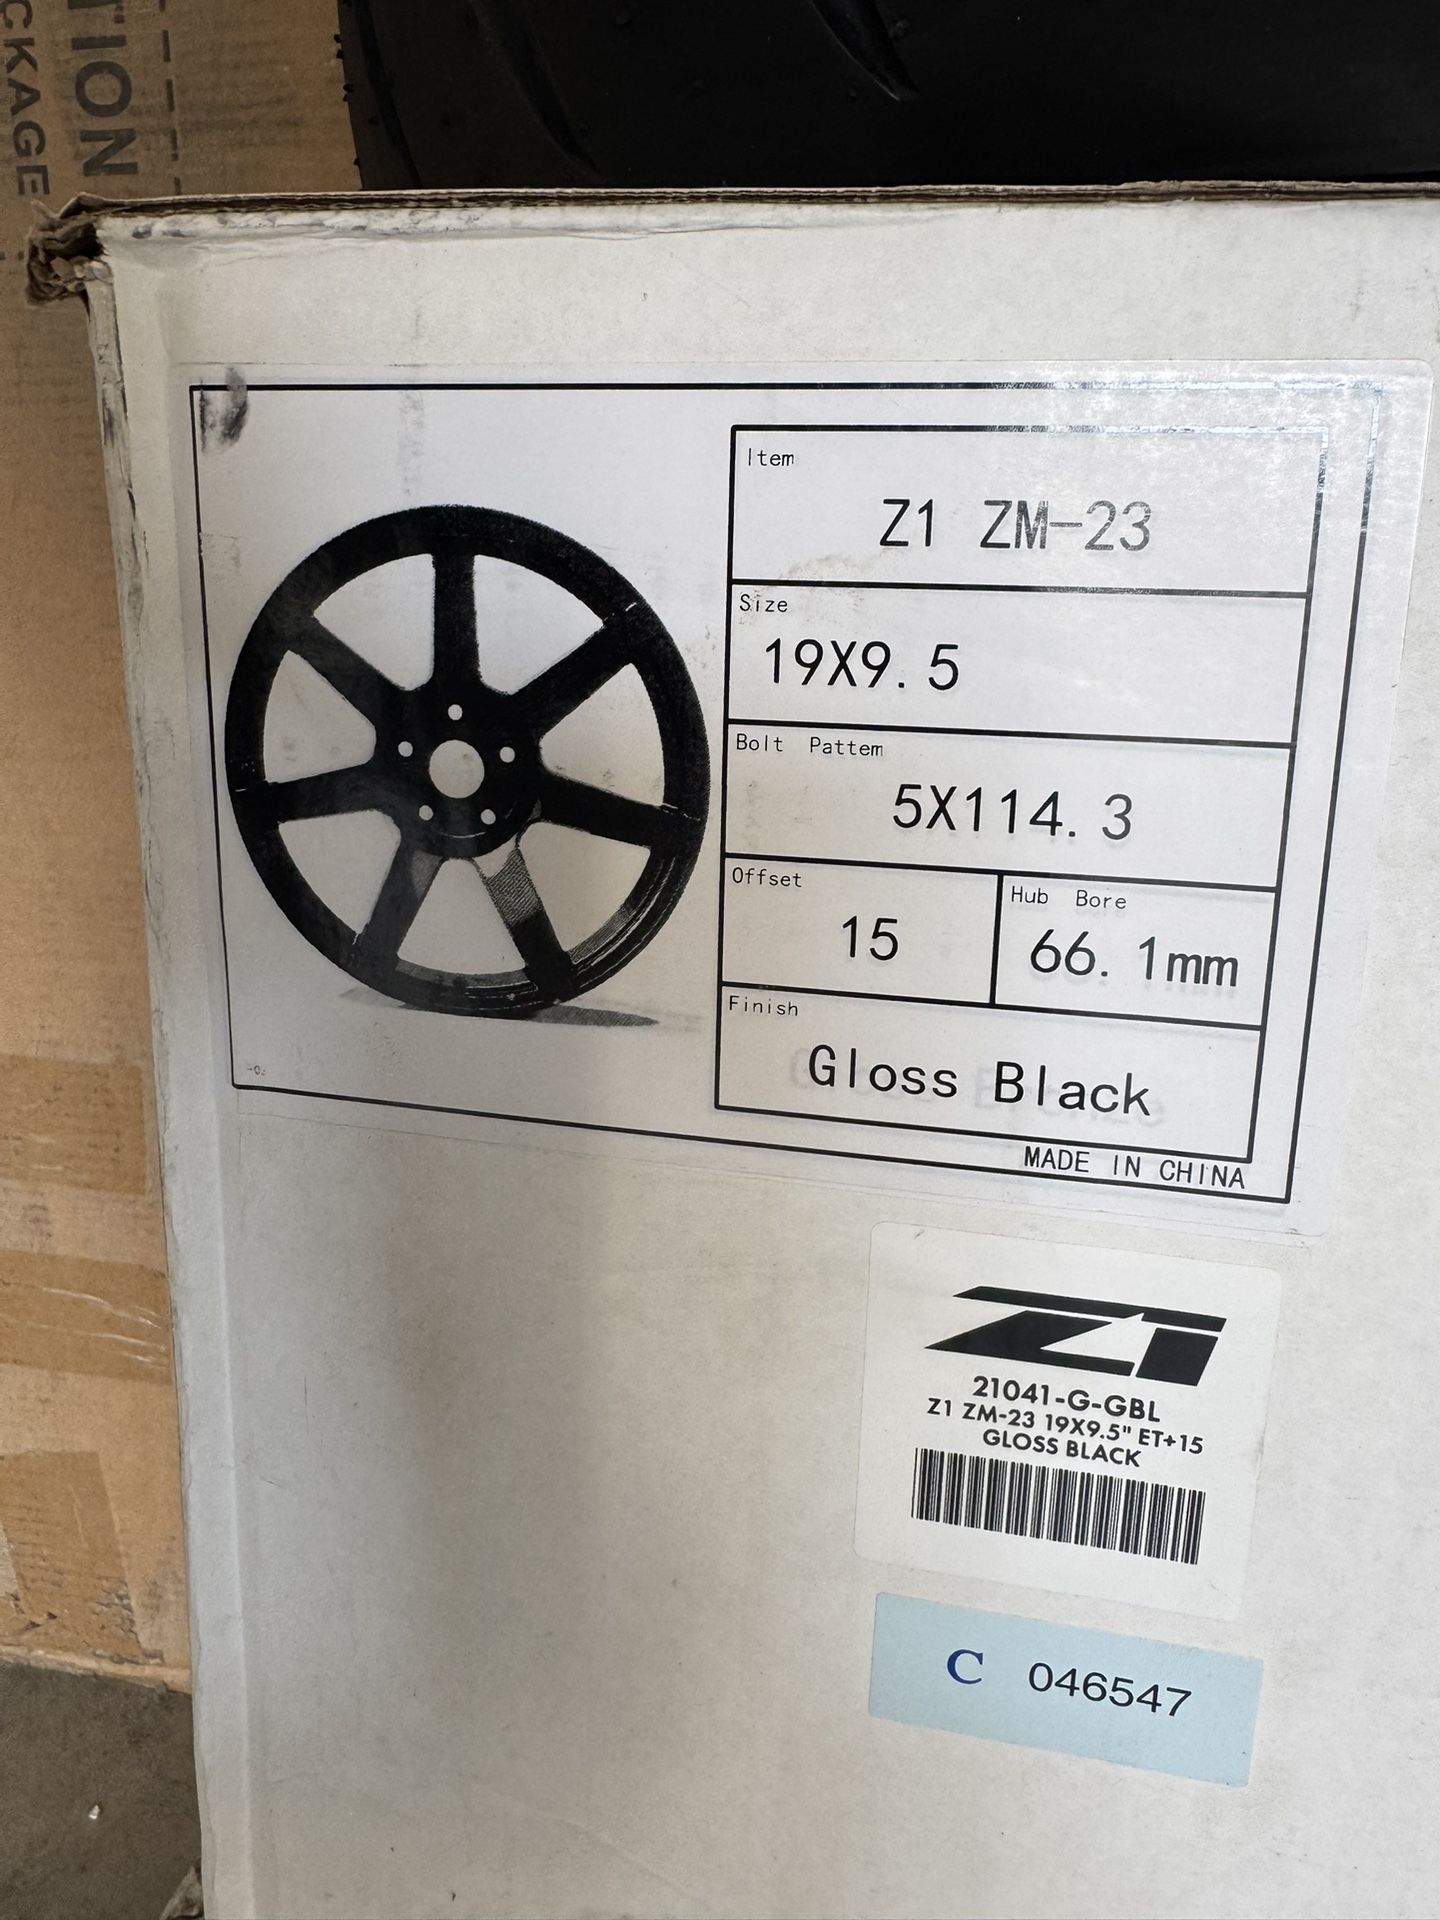 TION
CKAGE
Item
Z1 ZM-23
Size
19X9.5
Bolt Pattem
5X114.3
Offset
15
Hub Bore
66.1mm
Finish
Gloss Black
MADE IN CHINA
Z1
21041-G-GBL
Z1 ZM-23 19X9.5" ET+15
GLOSS BLACK
C 046547